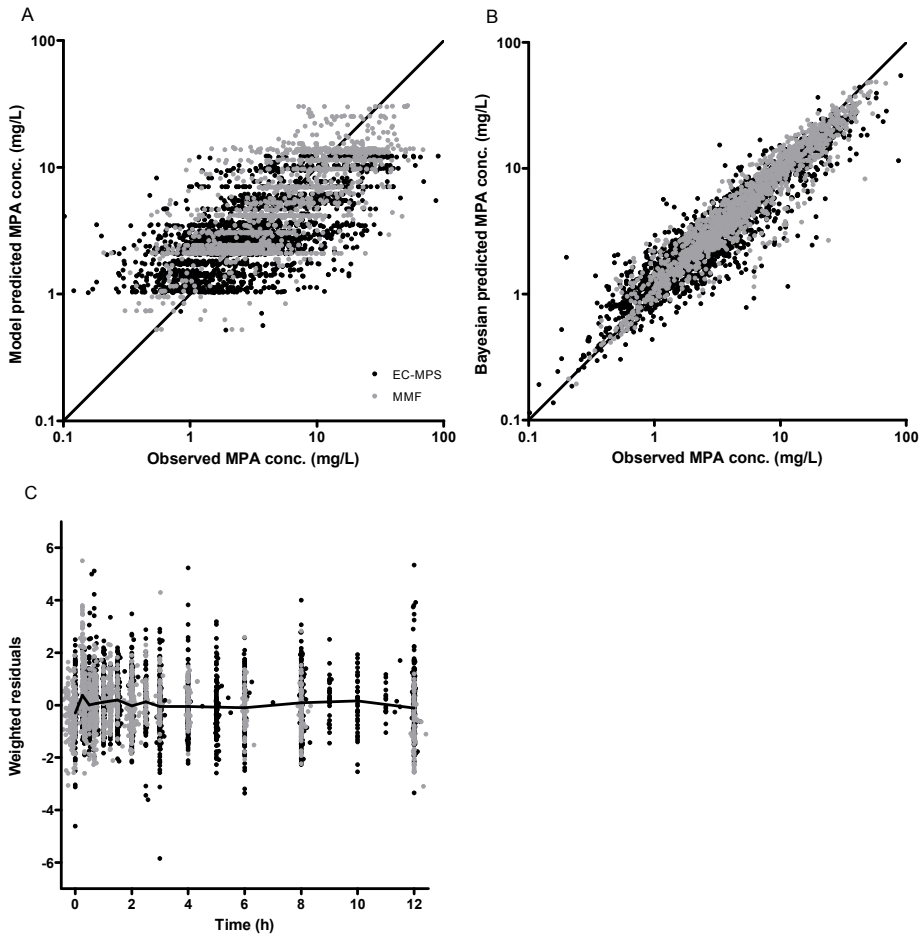 A
Model predicted MPA conc. (mg/L)
100
10
1
0.1
0.1 1 10 100
Observed MPA conc. (mg/L)
EC-MPS
MMF
B
Bayesian predicted MPA conc. (mg/L)
100
10
1
0.1
0.1 1 10 100
Observed MPA conc. (mg/L)
C
Weighted residuals
6
4
2
0
-2
-4
-6
0 2 4 6 8 10 12
Time (h)